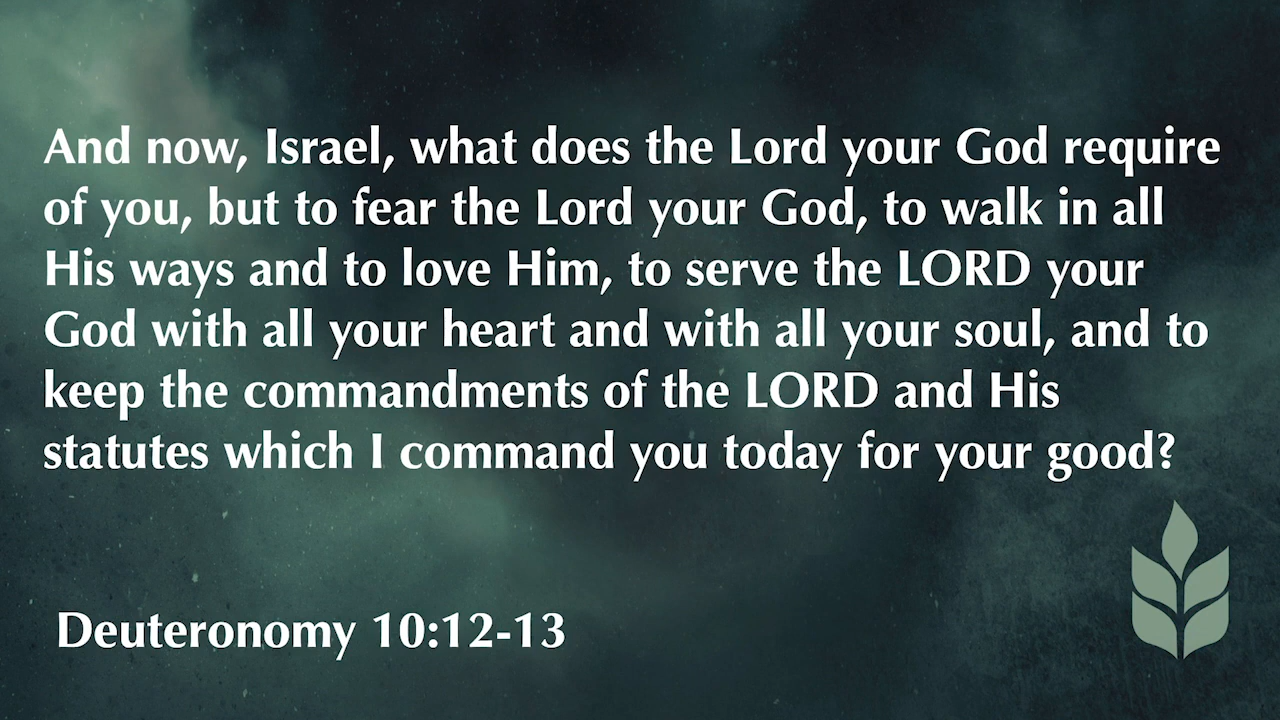 And now, Israel, what does the Lord your God require
of you, but to fear the Lord your God, to walk in all
His ways and to love Him, to serve the LORD your
God with all your heart and with all your soul, and to
keep the commandments of the LORD and His
statutes which I command you today for your good?
Deuteronomy 10:12-13